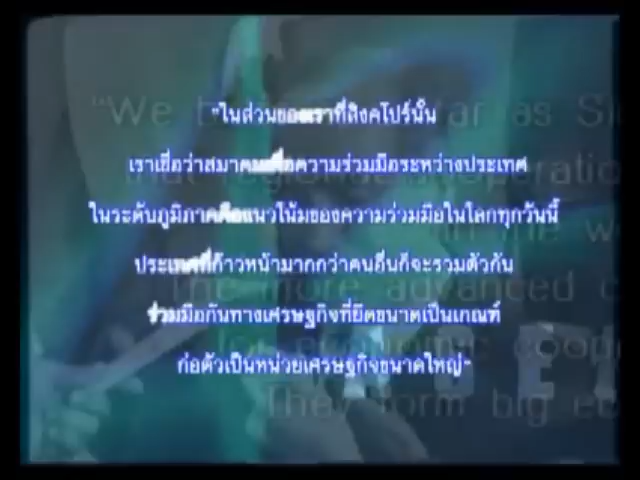 "ในส่วนของเราที่สิงคโปร์นั้น
เราเชื่อว่าสมาคมเพื่อความร่วมมือระหว่างประเทศ
ในระดับภูมิภาคคือแนวโน้มของความร่วมมือในโลกทุกวันนี้
ประเทศที่ก้าวหน้ามากกว่าคนอื่นก็จะรวมตัวกัน
ร่วมมือกันทางเศรษฐกิจที่ยึดขนาดเป็นเกณฑ์
ก่อตัวเป็นหน่วยเศรษฐกิจขนาดใหญ่"
"We
far as
that regional
The more advanced
for economic
They form big